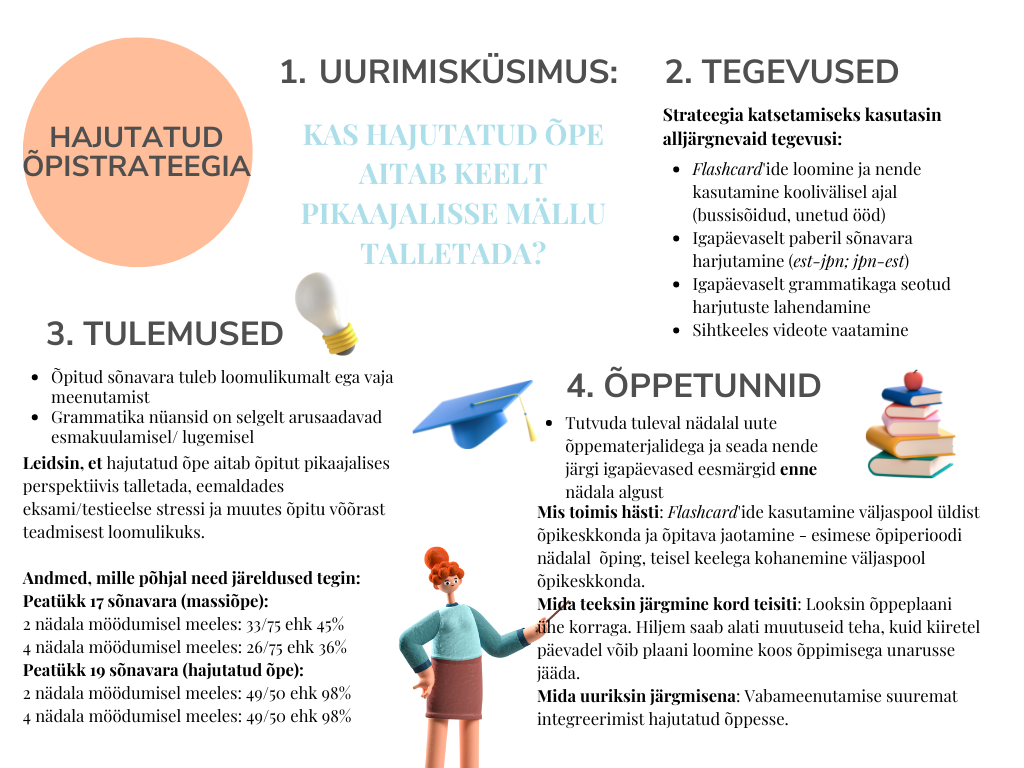 HAJUTATUD
ÕPISTRATEEGIA
1. UURIMISKÜSIMUS:
KAS HAJUTATUD ÕPE
AITAB KEELT
PIKAAJALISSE MÄLLU
TALLETADA?
2. TEGEVUSED
Strateegia katsetamiseks kasutasin
alljärgnevaid tegevusi:
• Flashcard'ide loomine ja nende
kasutamine koolivälisel ajal
(bussisõidud, unetud ööd)
• Igapäevaselt paberil sõnavara
harjutamine (est-jpn; jpn-est)
• Igapäevaselt grammatikaga seotud
harjutuste lahendamine
• Sihtkeeles videote vaatamine
3. TULEMUSED
• Õpitud sõnavara tuleb loomulikumalt ega vaja
meenutamist
• Grammatika nüansid on selgelt arusaadavad
esmakuulamisel/ lugemisel
Leidsin, et hajutatud õpe aitab õpitut pikaajalises
perspektiivis talletada, eemaldades
eksami/testieelse stressi ja muutes õpitu võõrast
teadmisest loomulikuks.
Andmed, mille põhjal need järeldused tegin:
Peatükk 17 sõnavara (massiõpe):
2 nädala möödumisel meeles: 33/75 ehk 45%
4 nädala möödumisel meeles: 26/75 ehk 36%
Peatükk 19 sõnavara (hajutatud õpe):
2 nädala möödumisel meeles: 49/50 ehk 98%
4 nädala möödumisel meeles: 49/50 ehk 98%
4. ÕPPETUNNID
• Tutvuda tuleval nädalal uute
õppematerjalidega ja seada nende
järgi igapäevased eesmärgid enne
nädala algust
Mis toimis hästi: Flashcard'ide kasutamine väljaspool üldist
õpikeskkonda ja õpitava jaotamine - esimese õpiperioodi
nädalal õping, teisel keelega kohanemine väljaspool
õpikeskkonda.
Mida teeksin järgmine kord teisiti: Looksin õppeplaani
ühe korraga. Hiljem saab alati muutuseid teha, kuid kiiretel
päevadel võib plaani loomine koos õppimisega unarusse
jääda.
Mida uuriksin järgmisena: Vabameenutamise suuremat
integreerimist hajutatud õppesse.